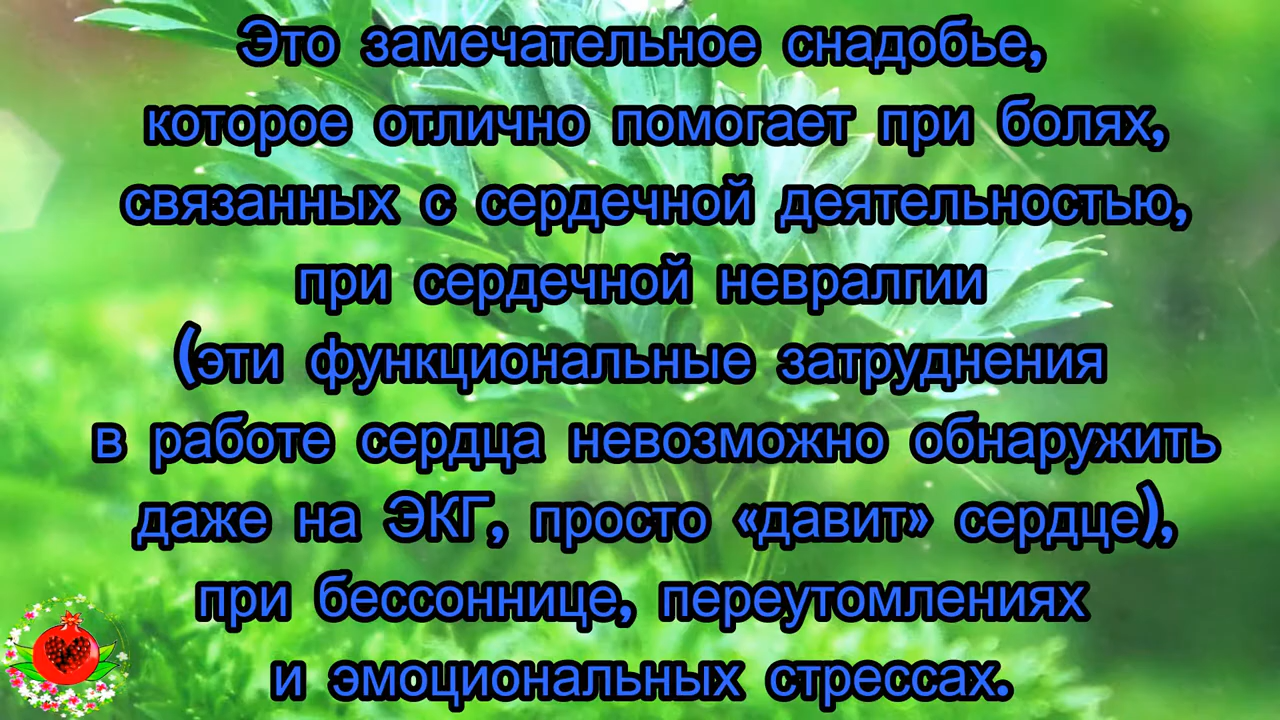 Это замечательное снадобье,
которое отлично помогает при болях,
связанных с сердечной деятельностью,
при сердечной невралгии
(эти функциональные затруднения
в работе сердца невозможно обнаружить
даже на ЭКГ, просто «давит» сердце),
при бессоннице, переутомлениях
и эмоциональных стрессах.